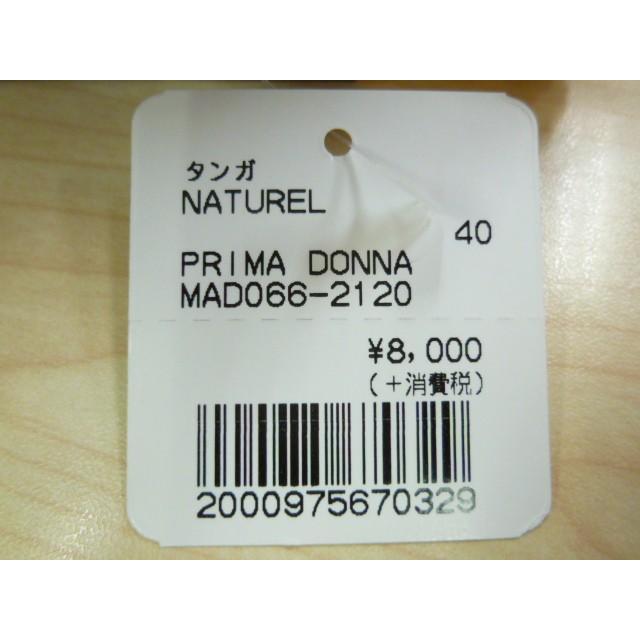 タンガ
NATUREL
40
PRIMA DONNA
MAD066-2120
¥8,000
(+消費税)
2000975670329